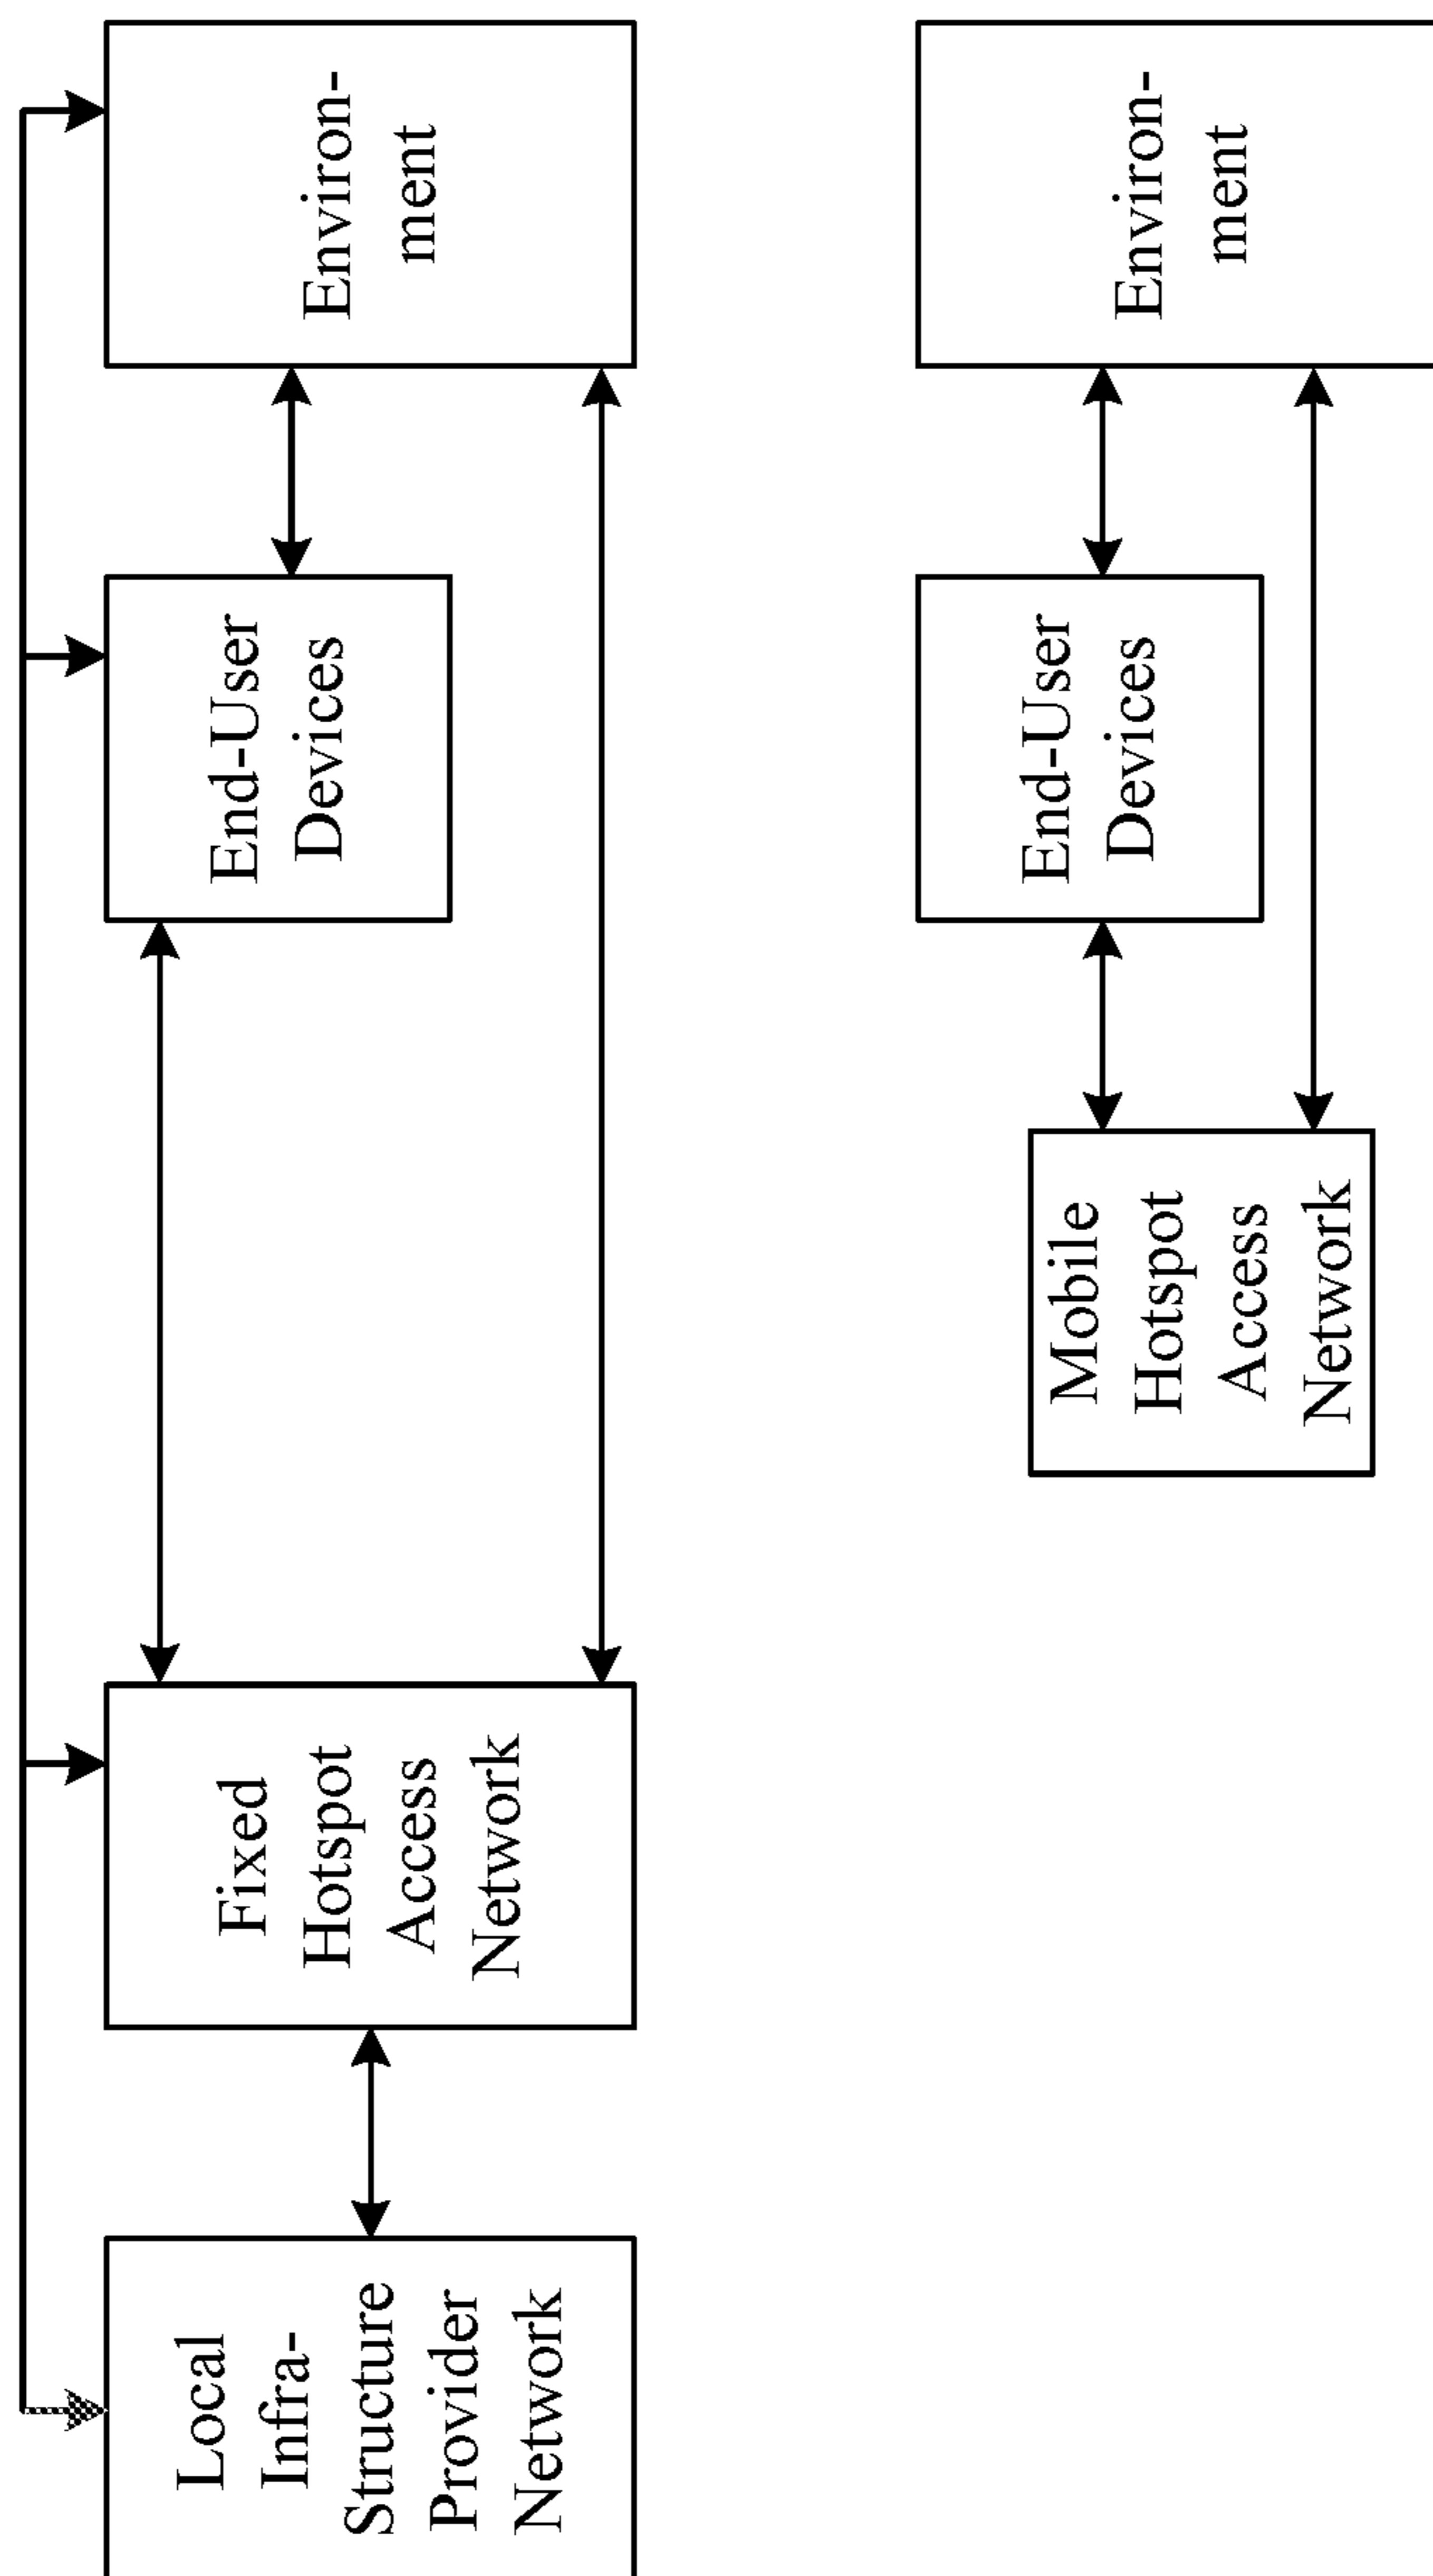 Local
Infra-
Structure
Provider
Network
Fixed
Hotspot
Access
Network
End-User
Devices
Environ-
ment
Mobile
Hotspot
Access
Network
End-User
Devices
Environ-
ment